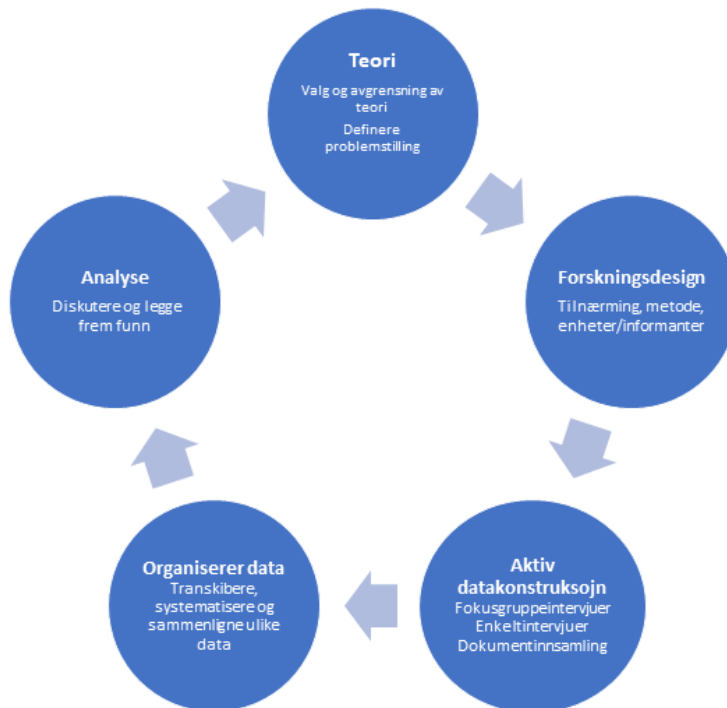 Teori
Valg og avgrensning av
teori
Definere
problemstilling
Forskningsdesign
Tilnærming, metode,
enheter/informanter
Aktiv
datakonstruksojn
Fokusgruppeintervjuer
Enkeltintervjuer
Dokumentinnsamling
Organiserer data
Transkibere,
systematisere og
sammenligne ulike
data
Analyse
Diskutere og legge
frem funn